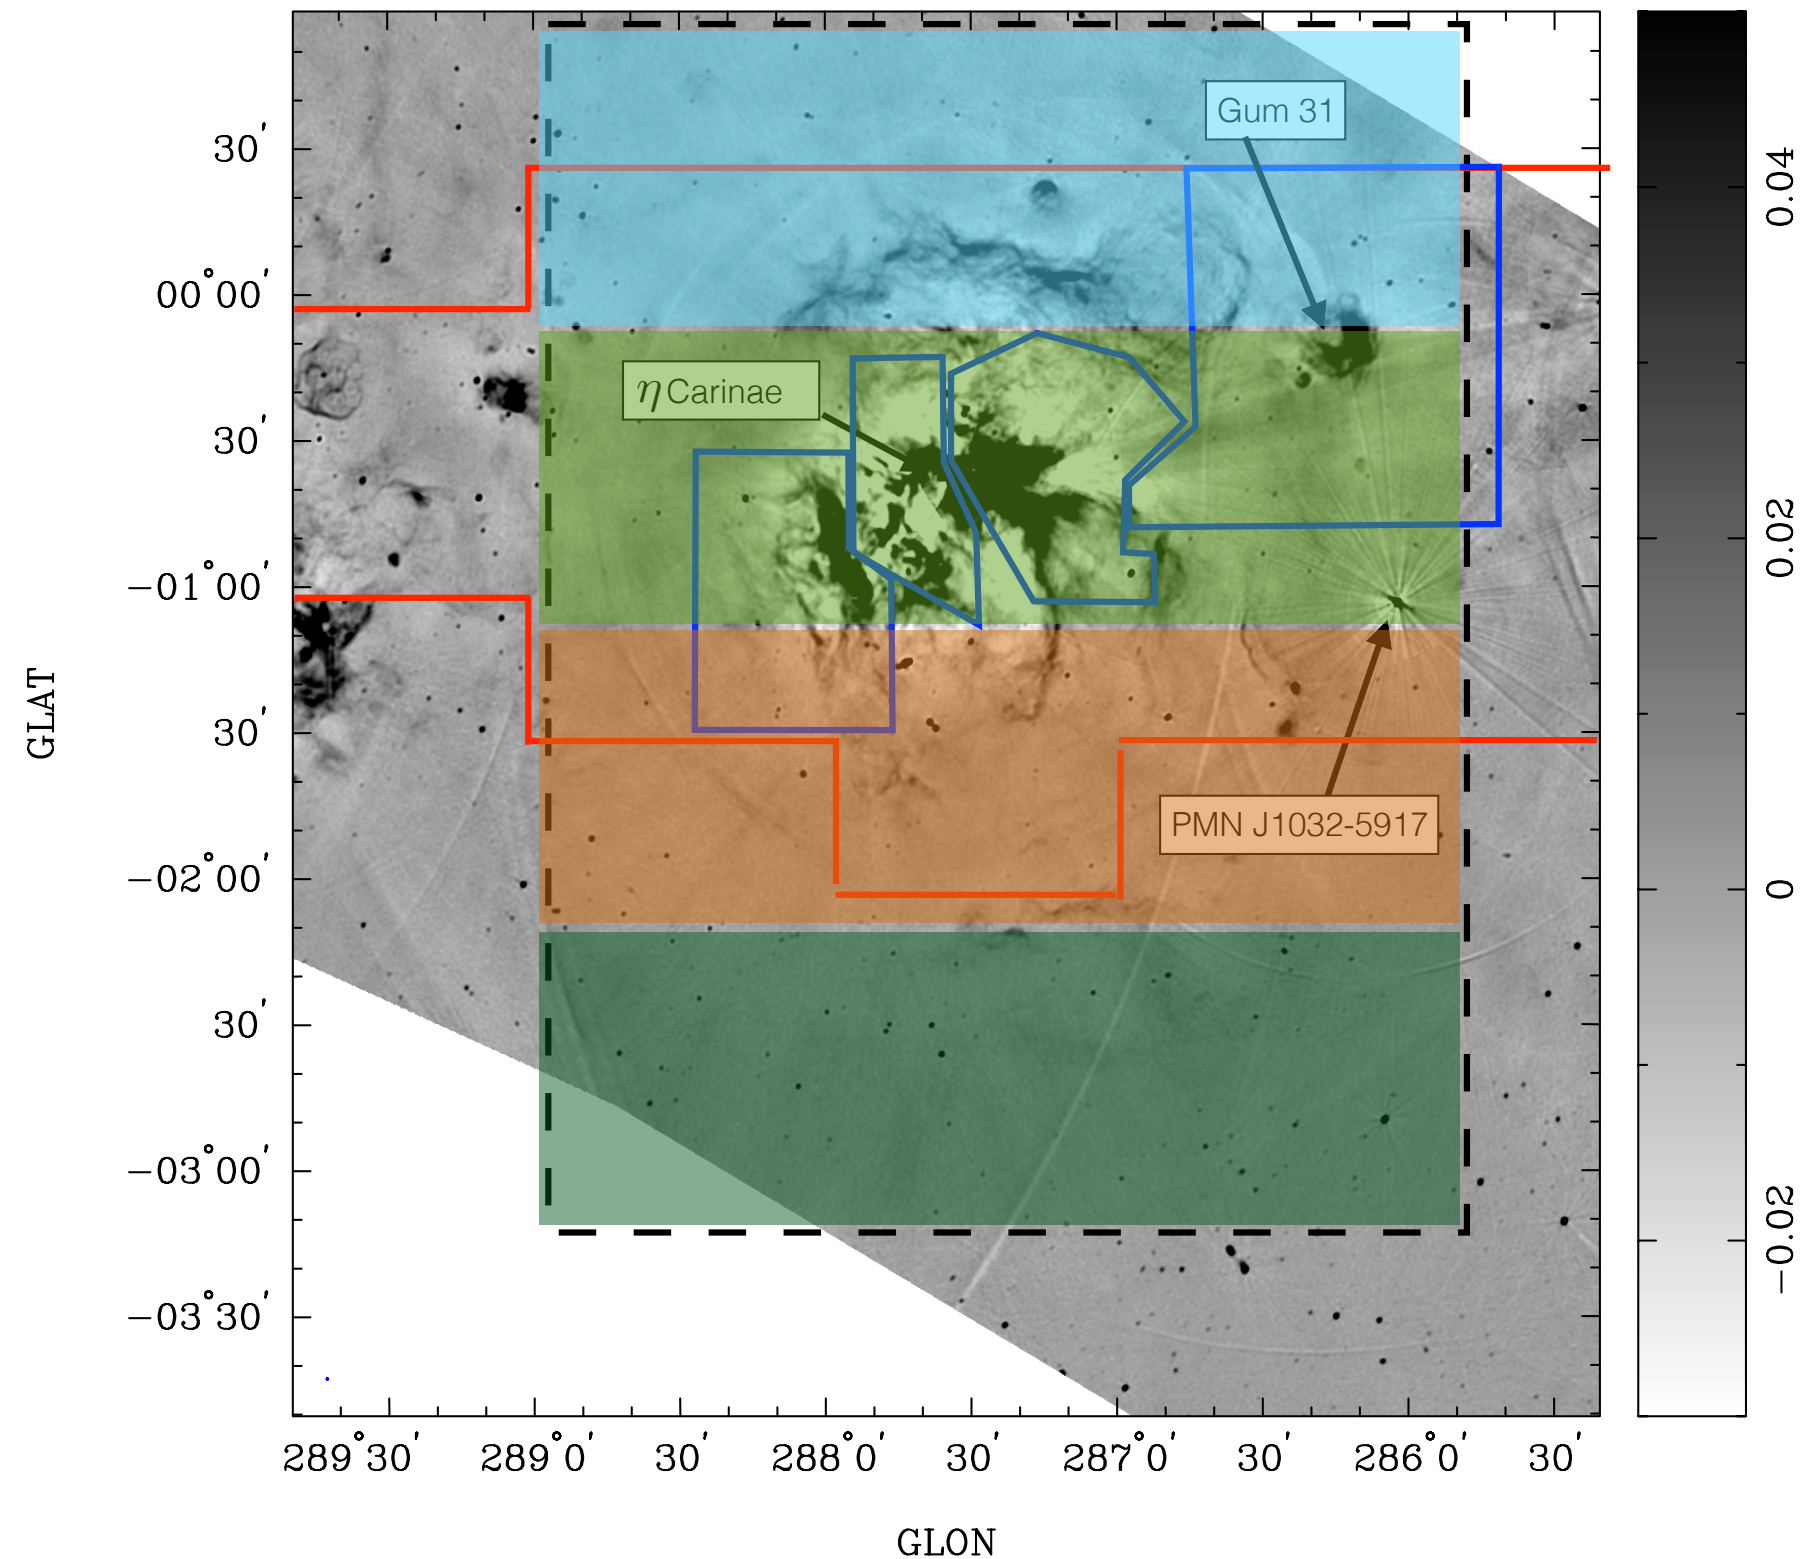 Gum 31
η Carinae
PMN J1032-5917
30′
00°00′
30′
−01°00′
30′
−02°00′
30′
−03°00′
−03°30′
GLAT
289°30′ 289°0′ 30′ 288°0′ 30′ 287°0′ 30′ 286°0′ 30′
GLON
0.04
0.02
0
−0.02